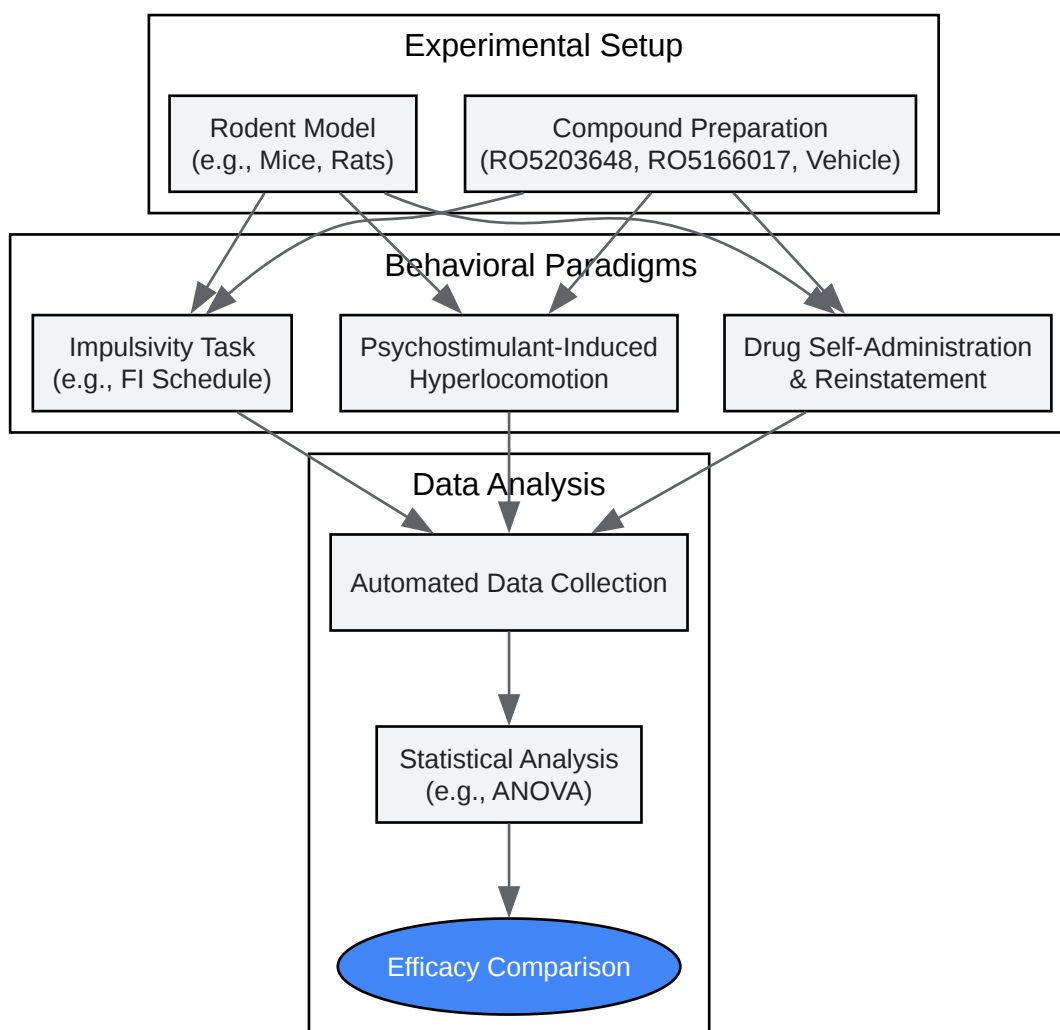 Experimental Setup
Rodent Model
(e.g., Mice, Rats)
Compound Preparation
(RO5203648, RO5166017, Vehicle)
Behavioral Paradigms
Impulsivity Task
(e.g., FI Schedule)
Psychostimulant-Induced
Hyperlocomotion
Drug Self-Administration
& Reinstatement
Data Analysis
Automated Data Collection
Statistical Analysis
(e.g., ANOVA)
Efficacy Comparison